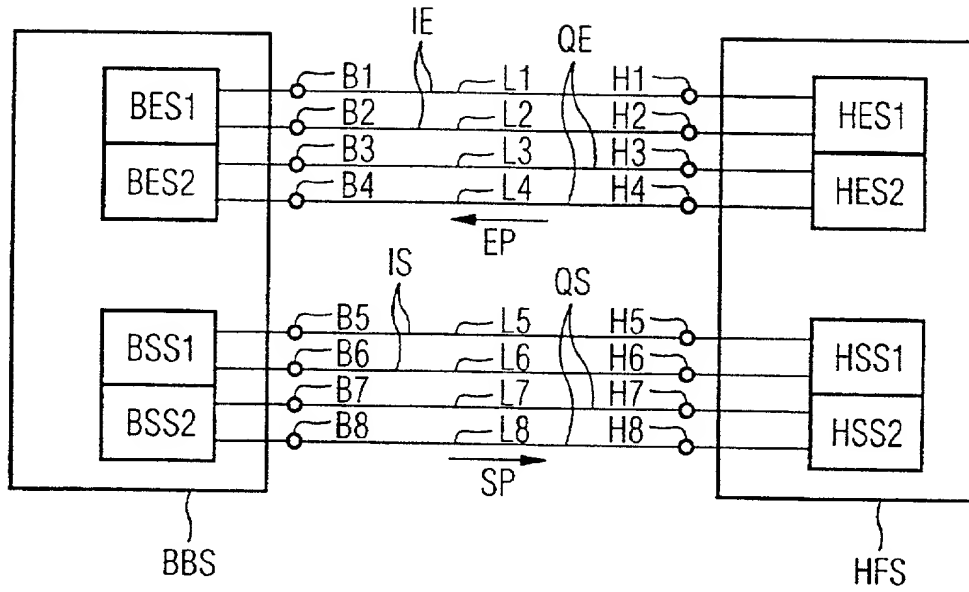 IE QE
BES1 B1 L1 H1 HES1
B2 L2 H2
BES2 B3 L3 H3 HES2
B4 L4 H4
EP
IS QS
BSS1 B5 L5 H5 HSS1
B6 L6 H6
BSS2 B7 L7 H7 HSS2
B8 L8 H8
SP
BBS HFS